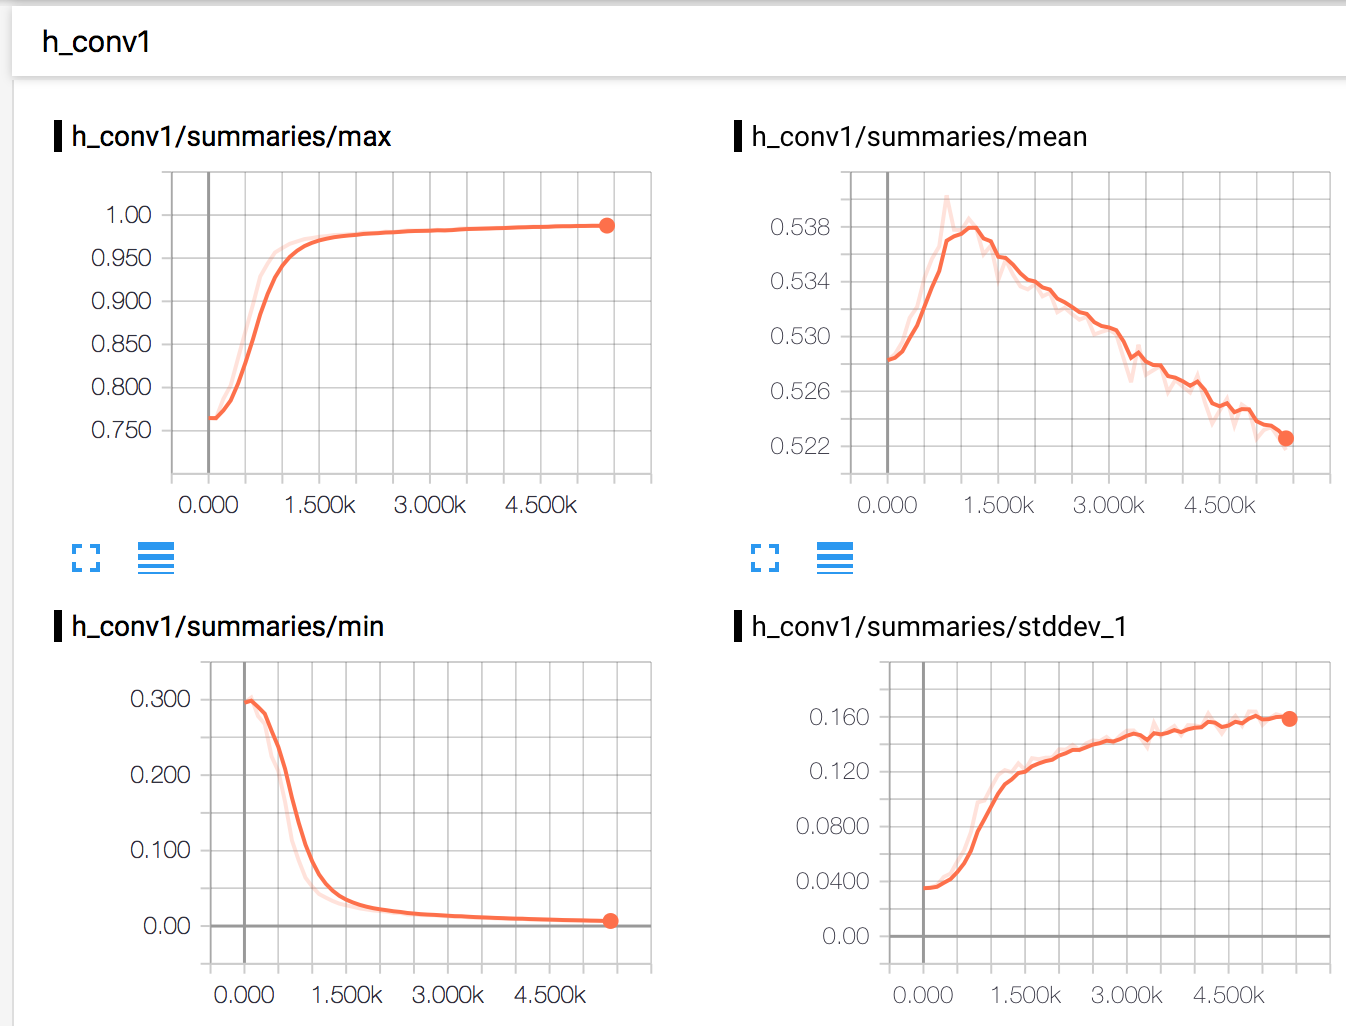 h_conv1
h_conv1/summaries/max
1.00
0.950
0.900
0.850
0.800
0.750
0.000 1.500k 3.000k 4.500k
h_conv1/summaries/mean
0.538
0.534
0.530
0.526
0.522
0.000 1.500k 3.000k 4.500k
h_conv1/summaries/min
0.300
0.200
0.100
0.00
0.000 1.500k 3.000k 4.500k
h_conv1/summaries/stddev_1
0.160
0.120
0.0800
0.0400
0.00
0.000 1.500k 3.000k 4.500k